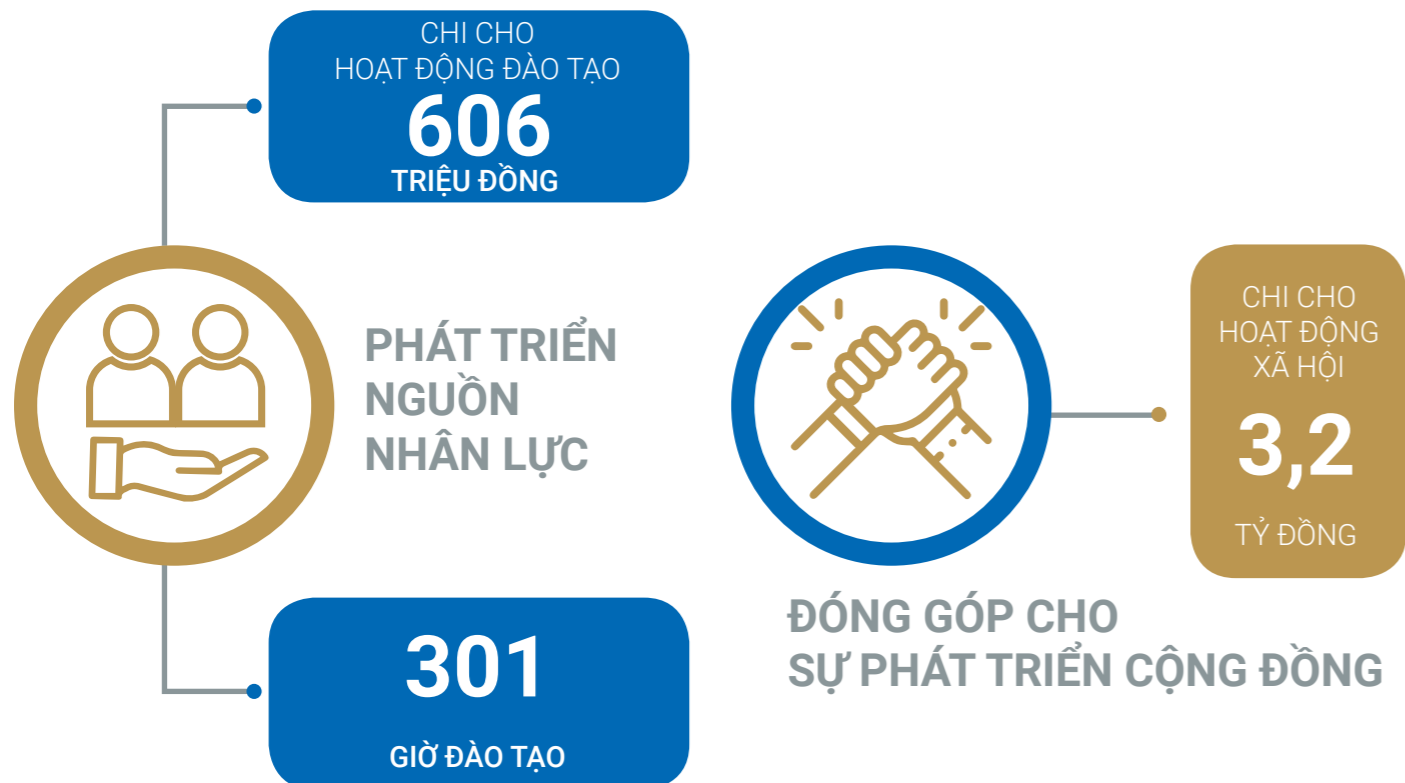 CHI CHO
HOẠT ĐỘNG ĐÀO TẠO
606
TRIỆU ĐỒNG
PHÁT TRIỂN
NGUỒN
NHÂN LỰC
301
GIỜ ĐÀO TẠO
CHI CHO
HOẠT ĐỘNG
XÃ HỘI
3,2
TỶ ĐỒNG
ĐÓNG GÓP CHO
SỰ PHÁT TRIỂN CỘNG ĐỒNG